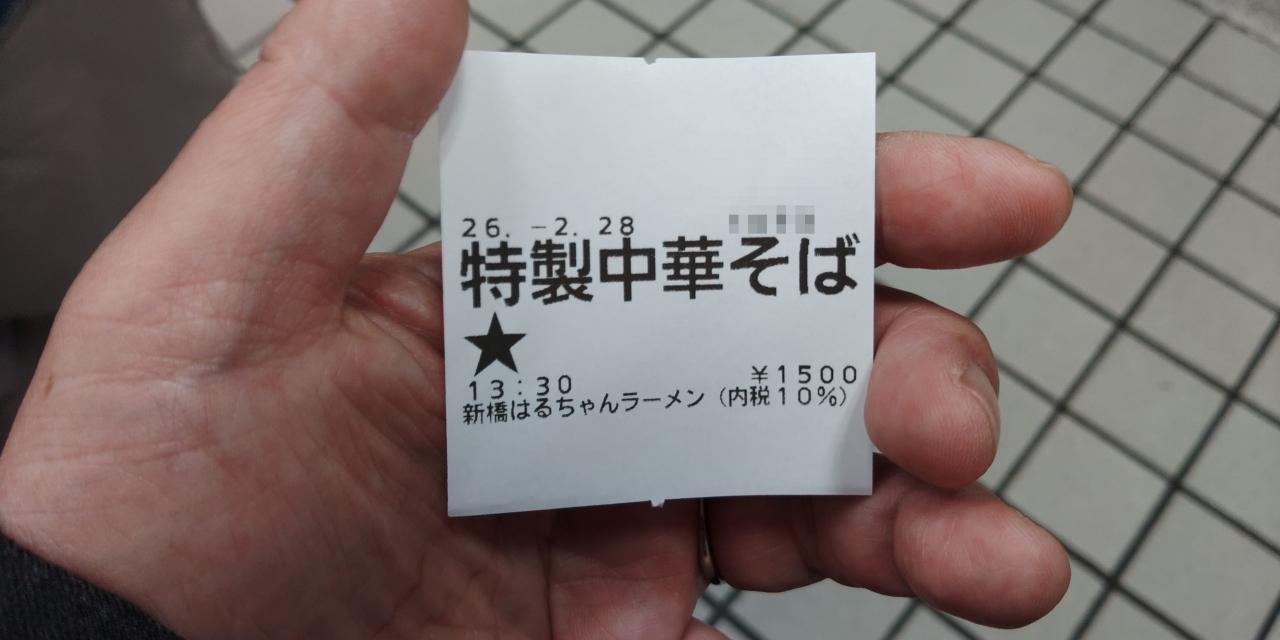 26.-2.28
特製中華そば
★
13:30 ¥1500
新橋はるちゃんラーメン(内税10%)